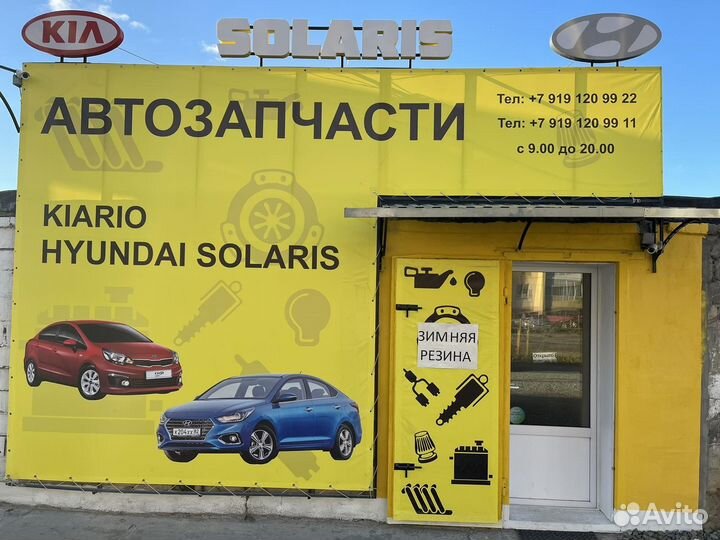 KIA
SOLARIS
АВТОЗАПЧАСТИ
Тел: +7 919 120 99 22
Тел: +7 919 120 99 11
с 9.00 до 20.00
KIARIO
HYUNDAI SOLARIS
ЗИМНЯЯ
РЕЗИНА
Avito